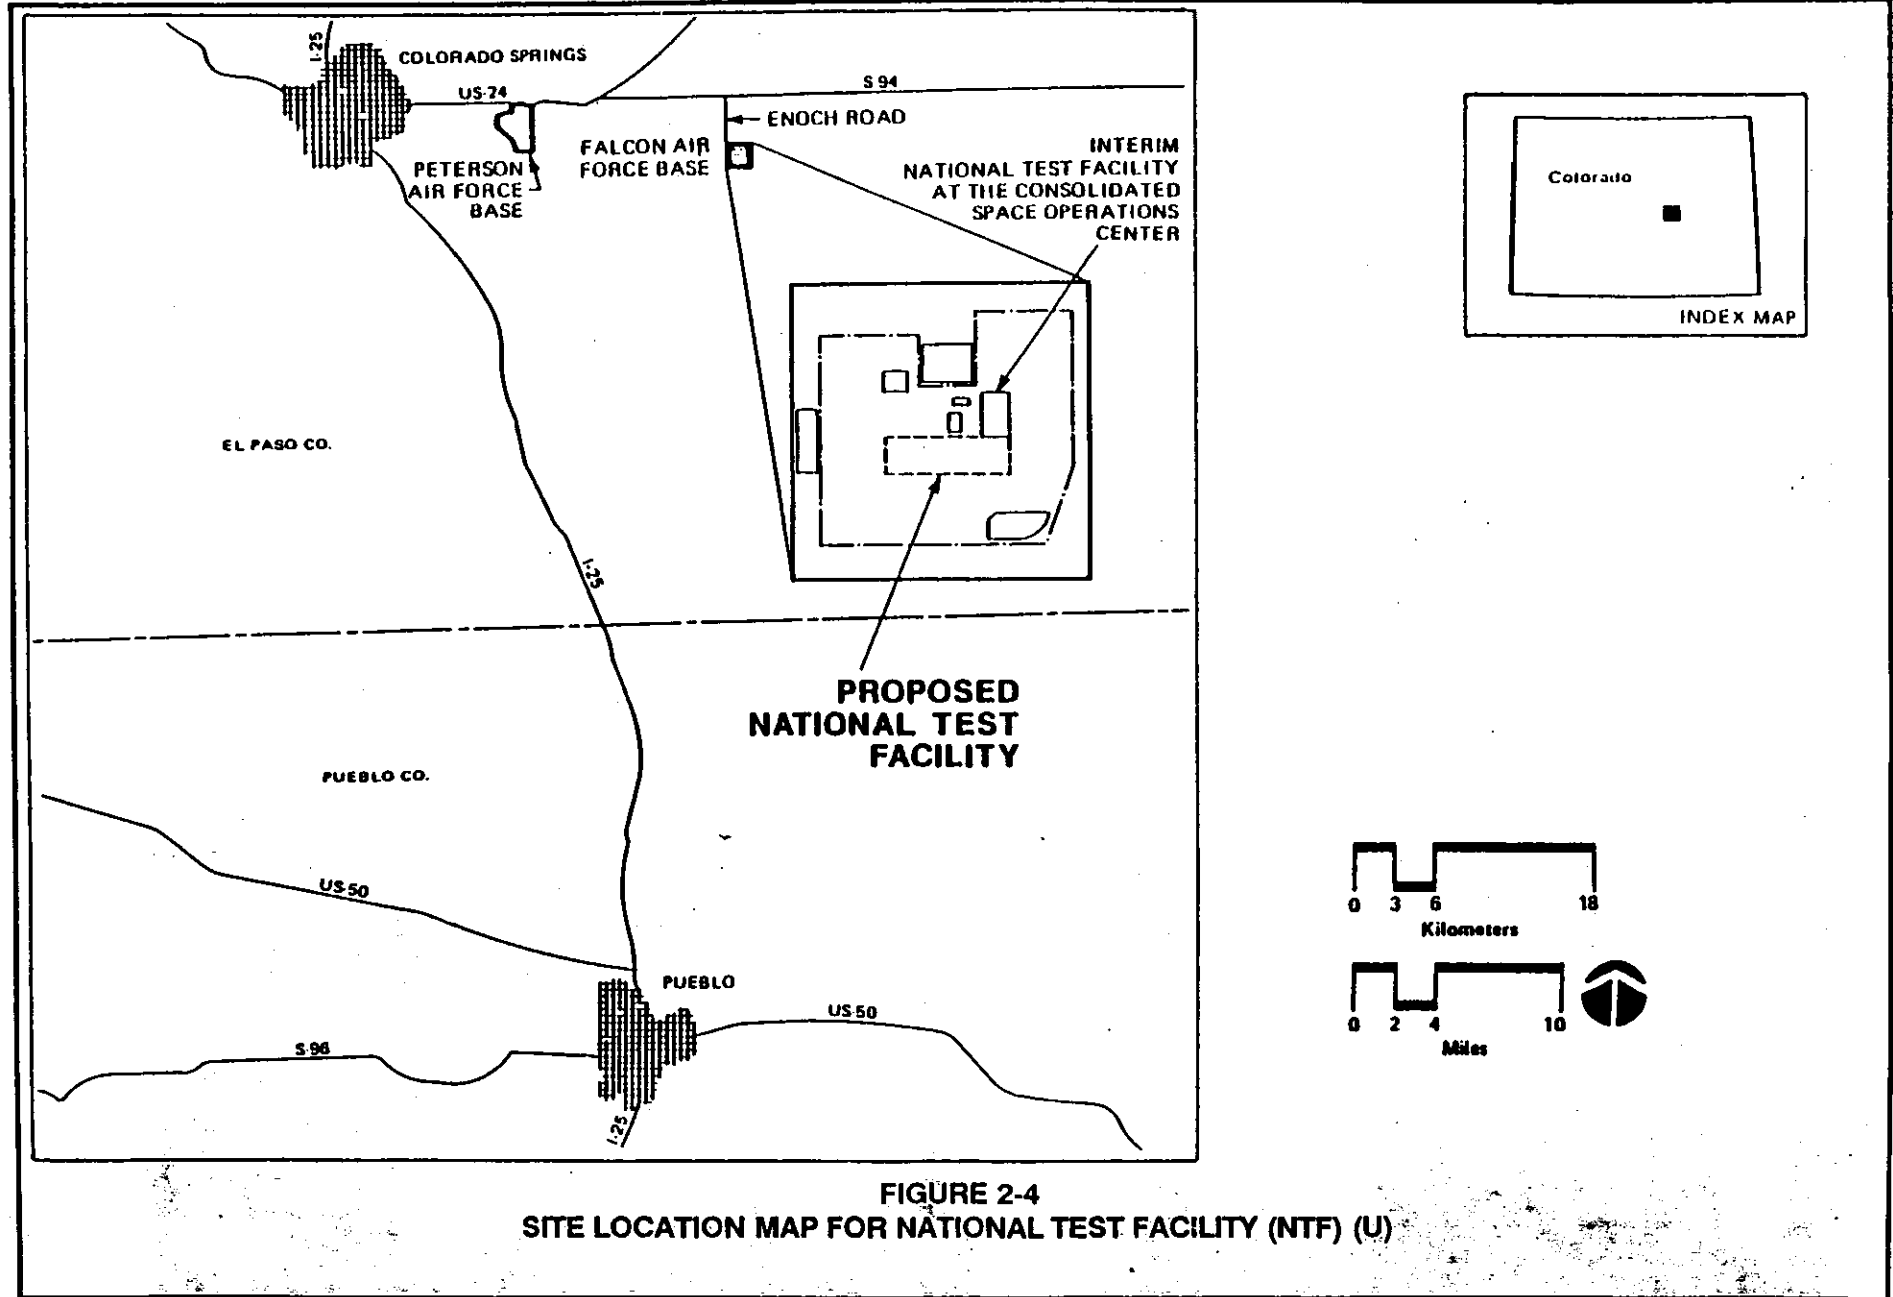 I-25
COLORADO SPRINGS
US-24
S 94
ENOCH ROAD
PETERSON
AIR FORCE
BASE
FALCON AIR
FORCE BASE
INTERIM
NATIONAL TEST FACILITY
AT THE CONSOLIDATED
SPACE OPERATIONS
CENTER
Colorado
INDEX MAP
EL PASO CO.
I-25
PROPOSED
NATIONAL TEST
FACILITY
PUEBLO CO.
US-50
PUEBLO
US-50
S-96
I-25
0 3 6 18
Kilometers
0 2 4 10
Miles
FIGURE 2-4
SITE LOCATION MAP FOR NATIONAL TEST FACILITY (NTF) (U)